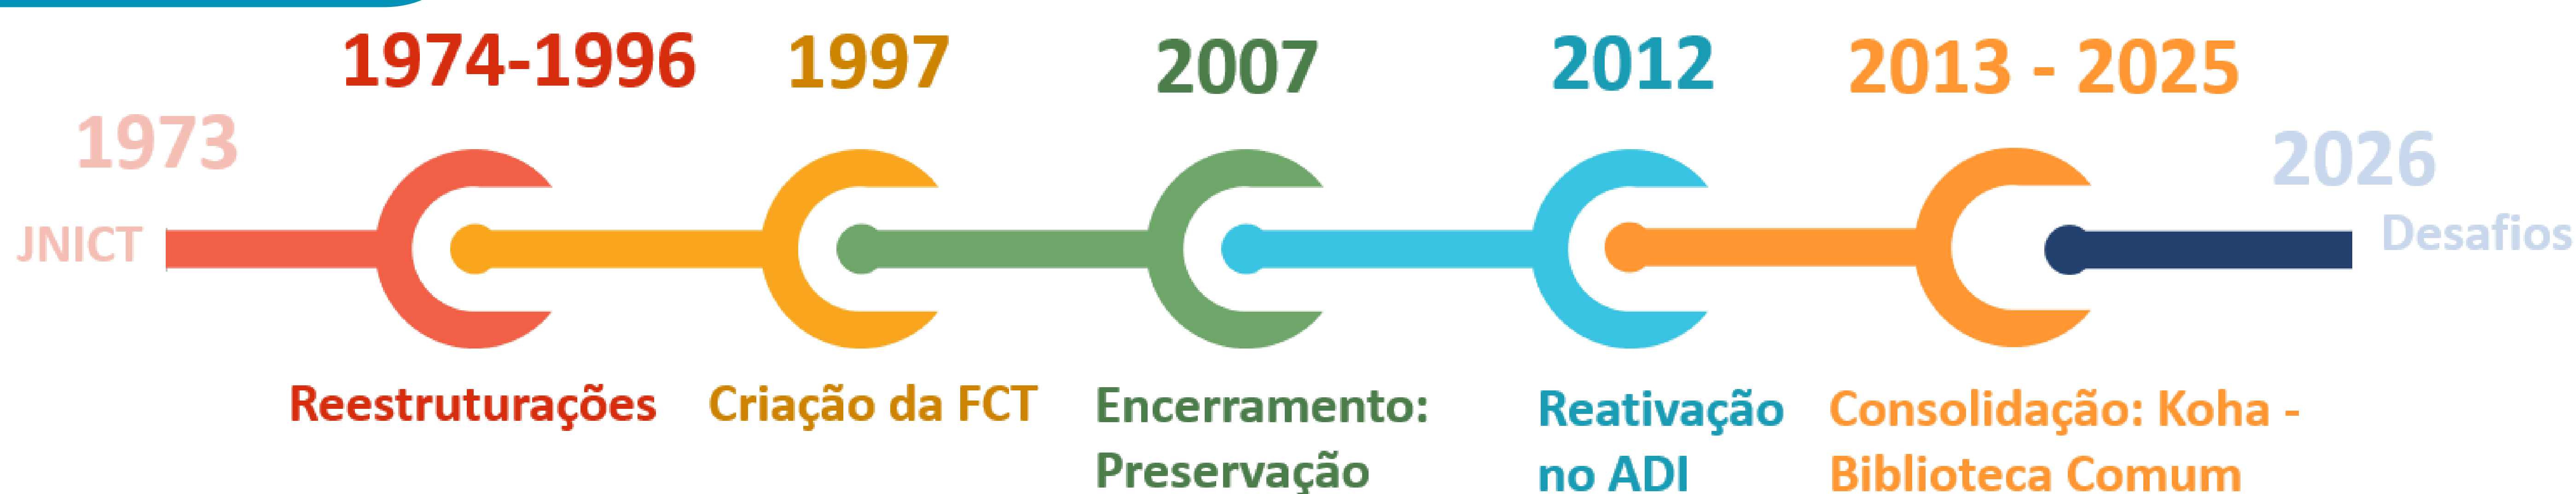 1973
JNICT
1974-1996
Reestruturações
1997
Criação da FCT
2007
Encerramento:
Preservação
2012
Reativação
no ADI
2013 - 2025
Consolidação: Koha -
Biblioteca Comum
2026
Desafios